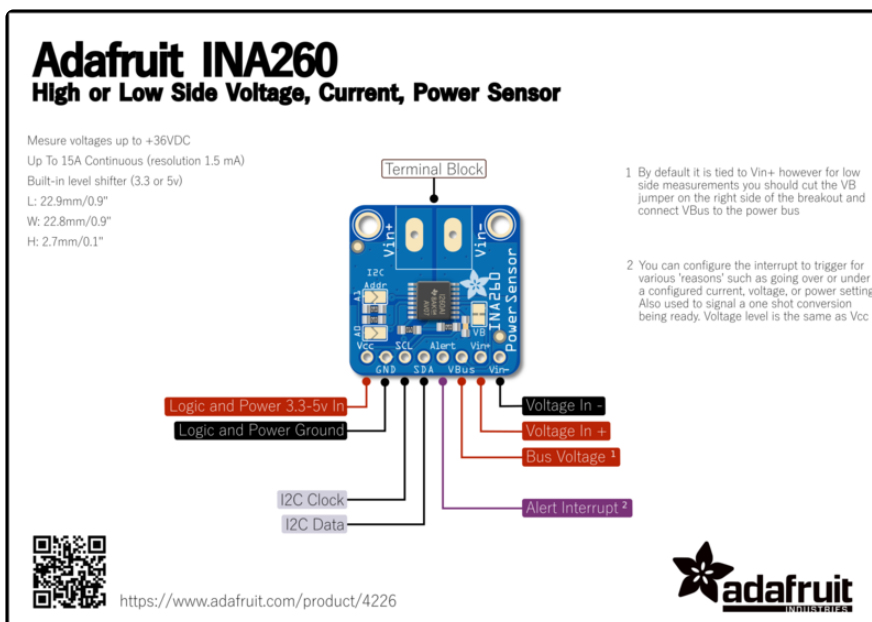 Adafruit INA260
High or Low Side Voltage, Current, Power Sensor
Mesure voltages up to +36VDC
Up To 15A Continuous (resolution 1.5 mA)
Built-in level shifter (3.3 or 5v)
L: 22.9mm/0.9"
W: 22.8mm/0.9"
H: 2.7mm/0.1"
Terminal Block
1 By default it is tied to Vin+ however for low
side measurements you should cut the VB
jumper on the right side of the breakout and
connect VBus to the power bus
2 You can configure the interrupt to trigger for
various 'reasons' such as going over or under
a configured current, voltage, or power setting
Also used to signal a one shot conversion
being ready. Voltage level is the same as Vcc
Vin+
Vin-
I2C
Addr
A1
A0
INA260
Power Sensor
VB
Vcc SCL Alert Vin+
GND SDA VBus Vin-
Logic and Power 3.3-5v In
Logic and Power Ground
I2C Clock
I2C Data
Voltage In -
Voltage In +
Bus Voltage 1
Alert Interrupt 2
https://www.adafruit.com/product/4226
adafruit
INDUSTRIES